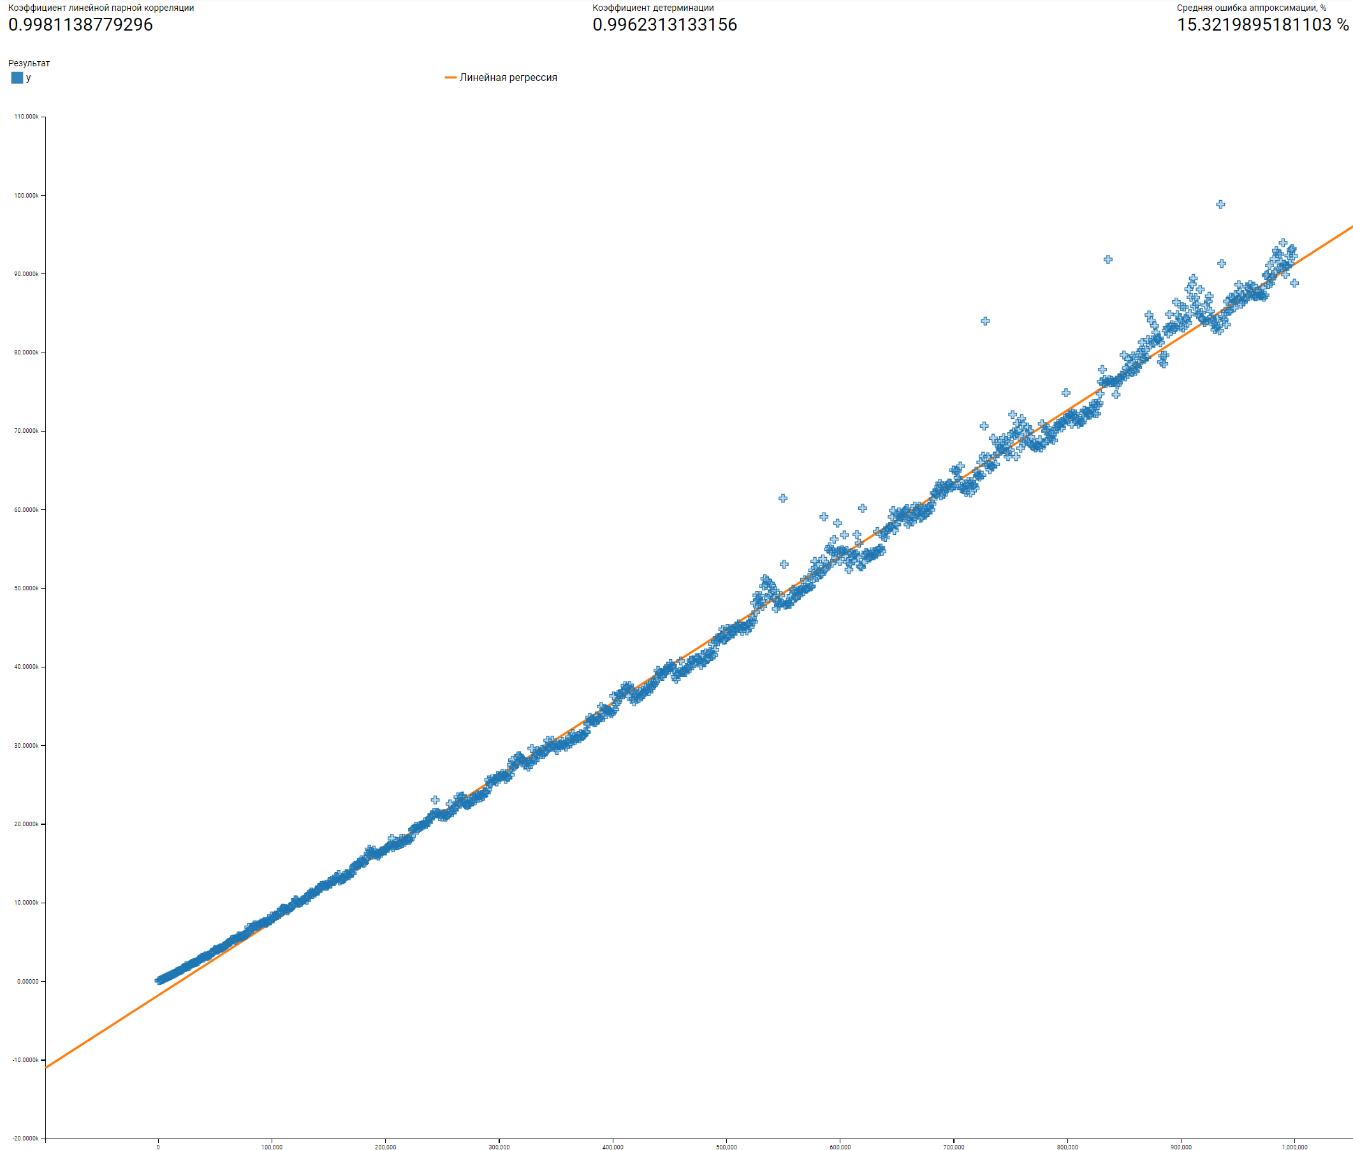 Коэффициент линейной парной корреляции
0.9981138779296
Коэффициент детерминации
0.9962313133156
Средняя ошибка аппроксимации, %
15.3219895181103 %
Результат
y
Линейная регрессия
110.000k
100.000k
90.0000k
80.0000k
70.0000k
60.0000k
50.0000k
40.0000k
30.0000k
20.0000k
10.0000k
0.00000
-10.0000k
-20.0000k
0 100,000 200,000 300,000 400,000 500,000 600,000 700,000 800,000 900,000 1,000,000